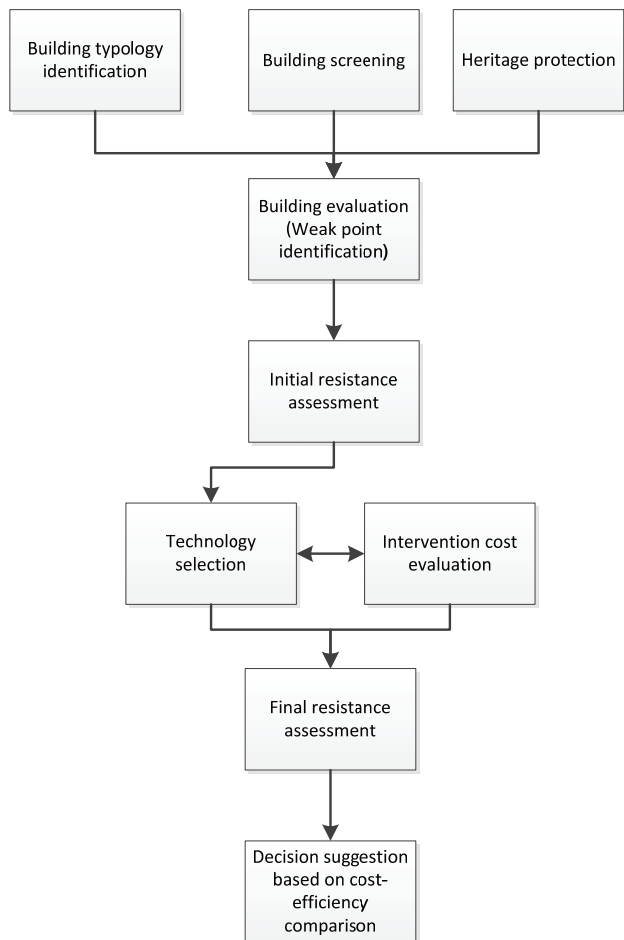 Building typology
identification
Building screening
Heritage protection
Building evaluation
(Weak point
identification)
Initial resistance
assessment
Technology
selection
Intervention cost
evaluation
Final resistance
assessment
Decision suggestion
based on cost-
efficiency
comparison